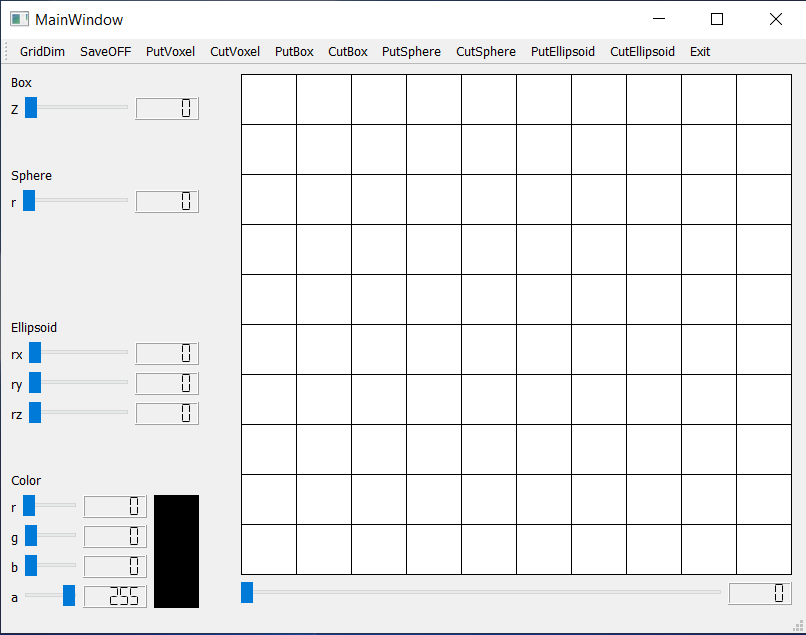 MainWindow
GridDim SaveOFF PutVoxel CutVoxel PutBox CutBox PutSphere CutSphere PutEllipsoid CutEllipsoid Exit
Box
Z 0
Sphere
r 0
Ellipsoid
rx 0
ry 0
rz 0
Color
r 0
g 0
b 0
a 255
0